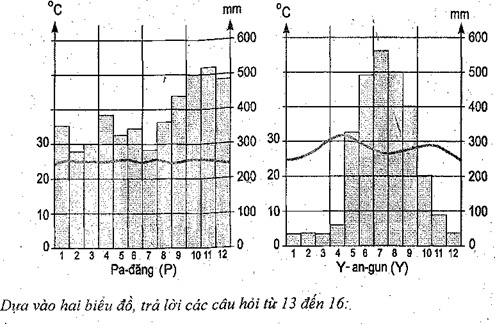 °C mm °C mm
600 600
500 500
400 400
30 300 30 300
20 200 20 200
10 100 10 100
0 0 0 0
1 2 3 4 5 6 7 8 9 10 11 12 1 2 3 4 5 6 7 8 9 10 11 12
Pa-đăng (P) Y-an-gun (Y)
Dựa vào hai biểu đồ, trả lời các câu hỏi từ 13 đến 16: